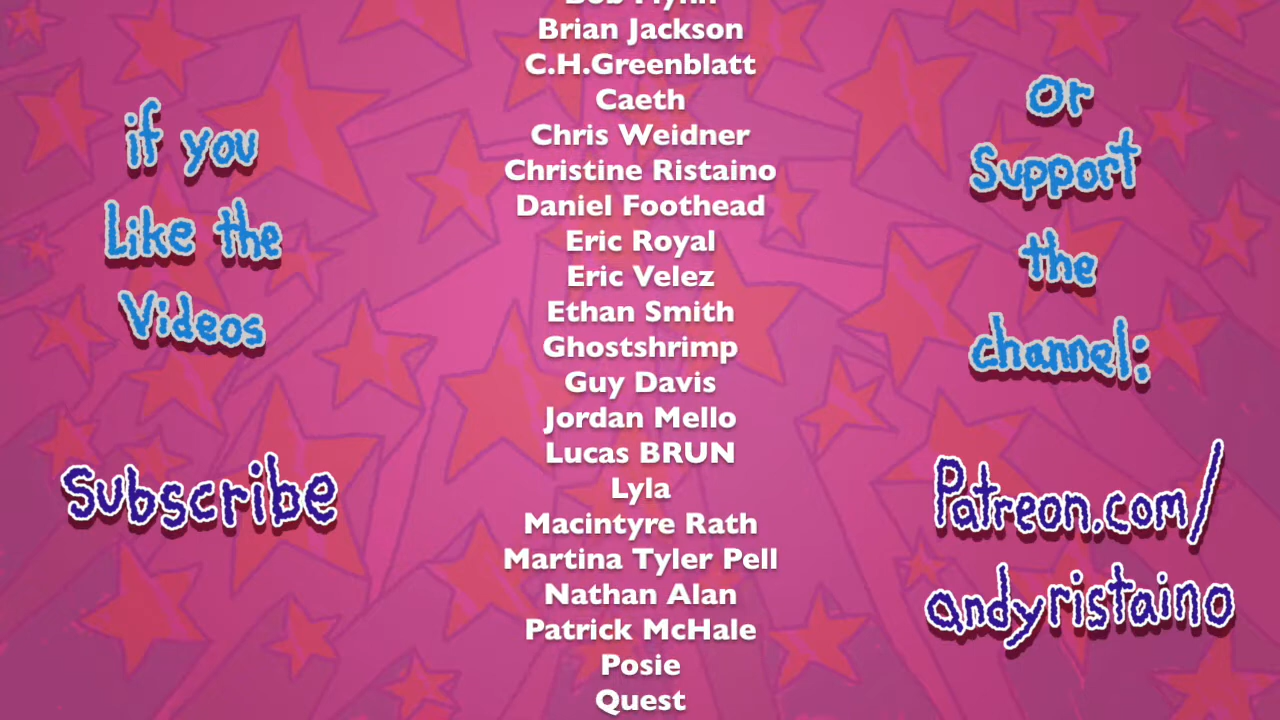 if you
Like the
Videos
Subscribe
Brian Jackson
C.H.Greenblatt
Caeth
Chris Weidner
Christine Ristaino
Daniel Foothead
Eric Royal
Eric Velez
Ethan Smith
Ghostshrimp
Guy Davis
Jordan Mello
Lucas BRUN
Lyla
Macintyre Rath
Martina Tyler Pell
Nathan Alan
Patrick McHale
Posie
Quest
or
Support
the
channel:
Patreon.com/
andyristaino